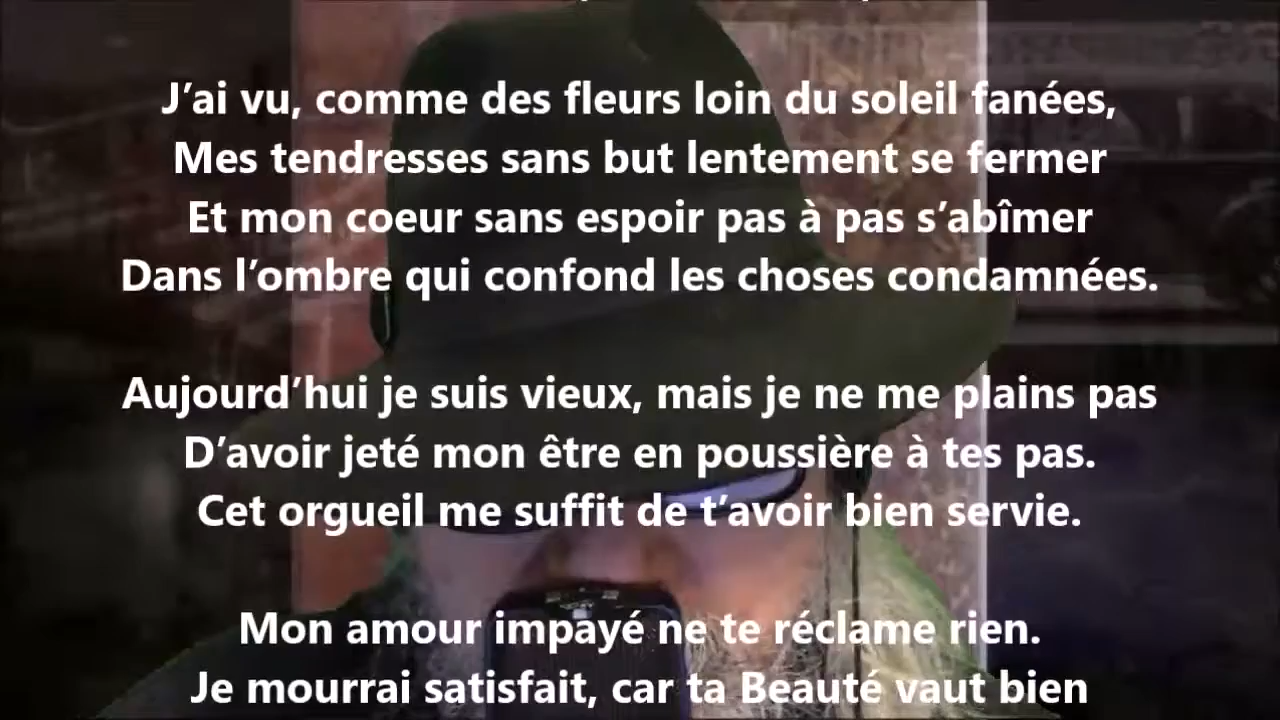 J’ai vu, comme des fleurs loin du soleil fanées,
Mes tendresses sans but lentement se fermer
Et mon coeur sans espoir pas à pas s’abîmer
Dans l’ombre qui confond les choses condamnées.
Aujourd’hui je suis vieux, mais je ne me plains pas
D’avoir jeté mon être en poussière à tes pas.
Cet orgueil me suffit de t’avoir bien servie.
Mon amour impayé ne te réclame rien.
Je mourrai satisfait, car ta Beauté vaut bien